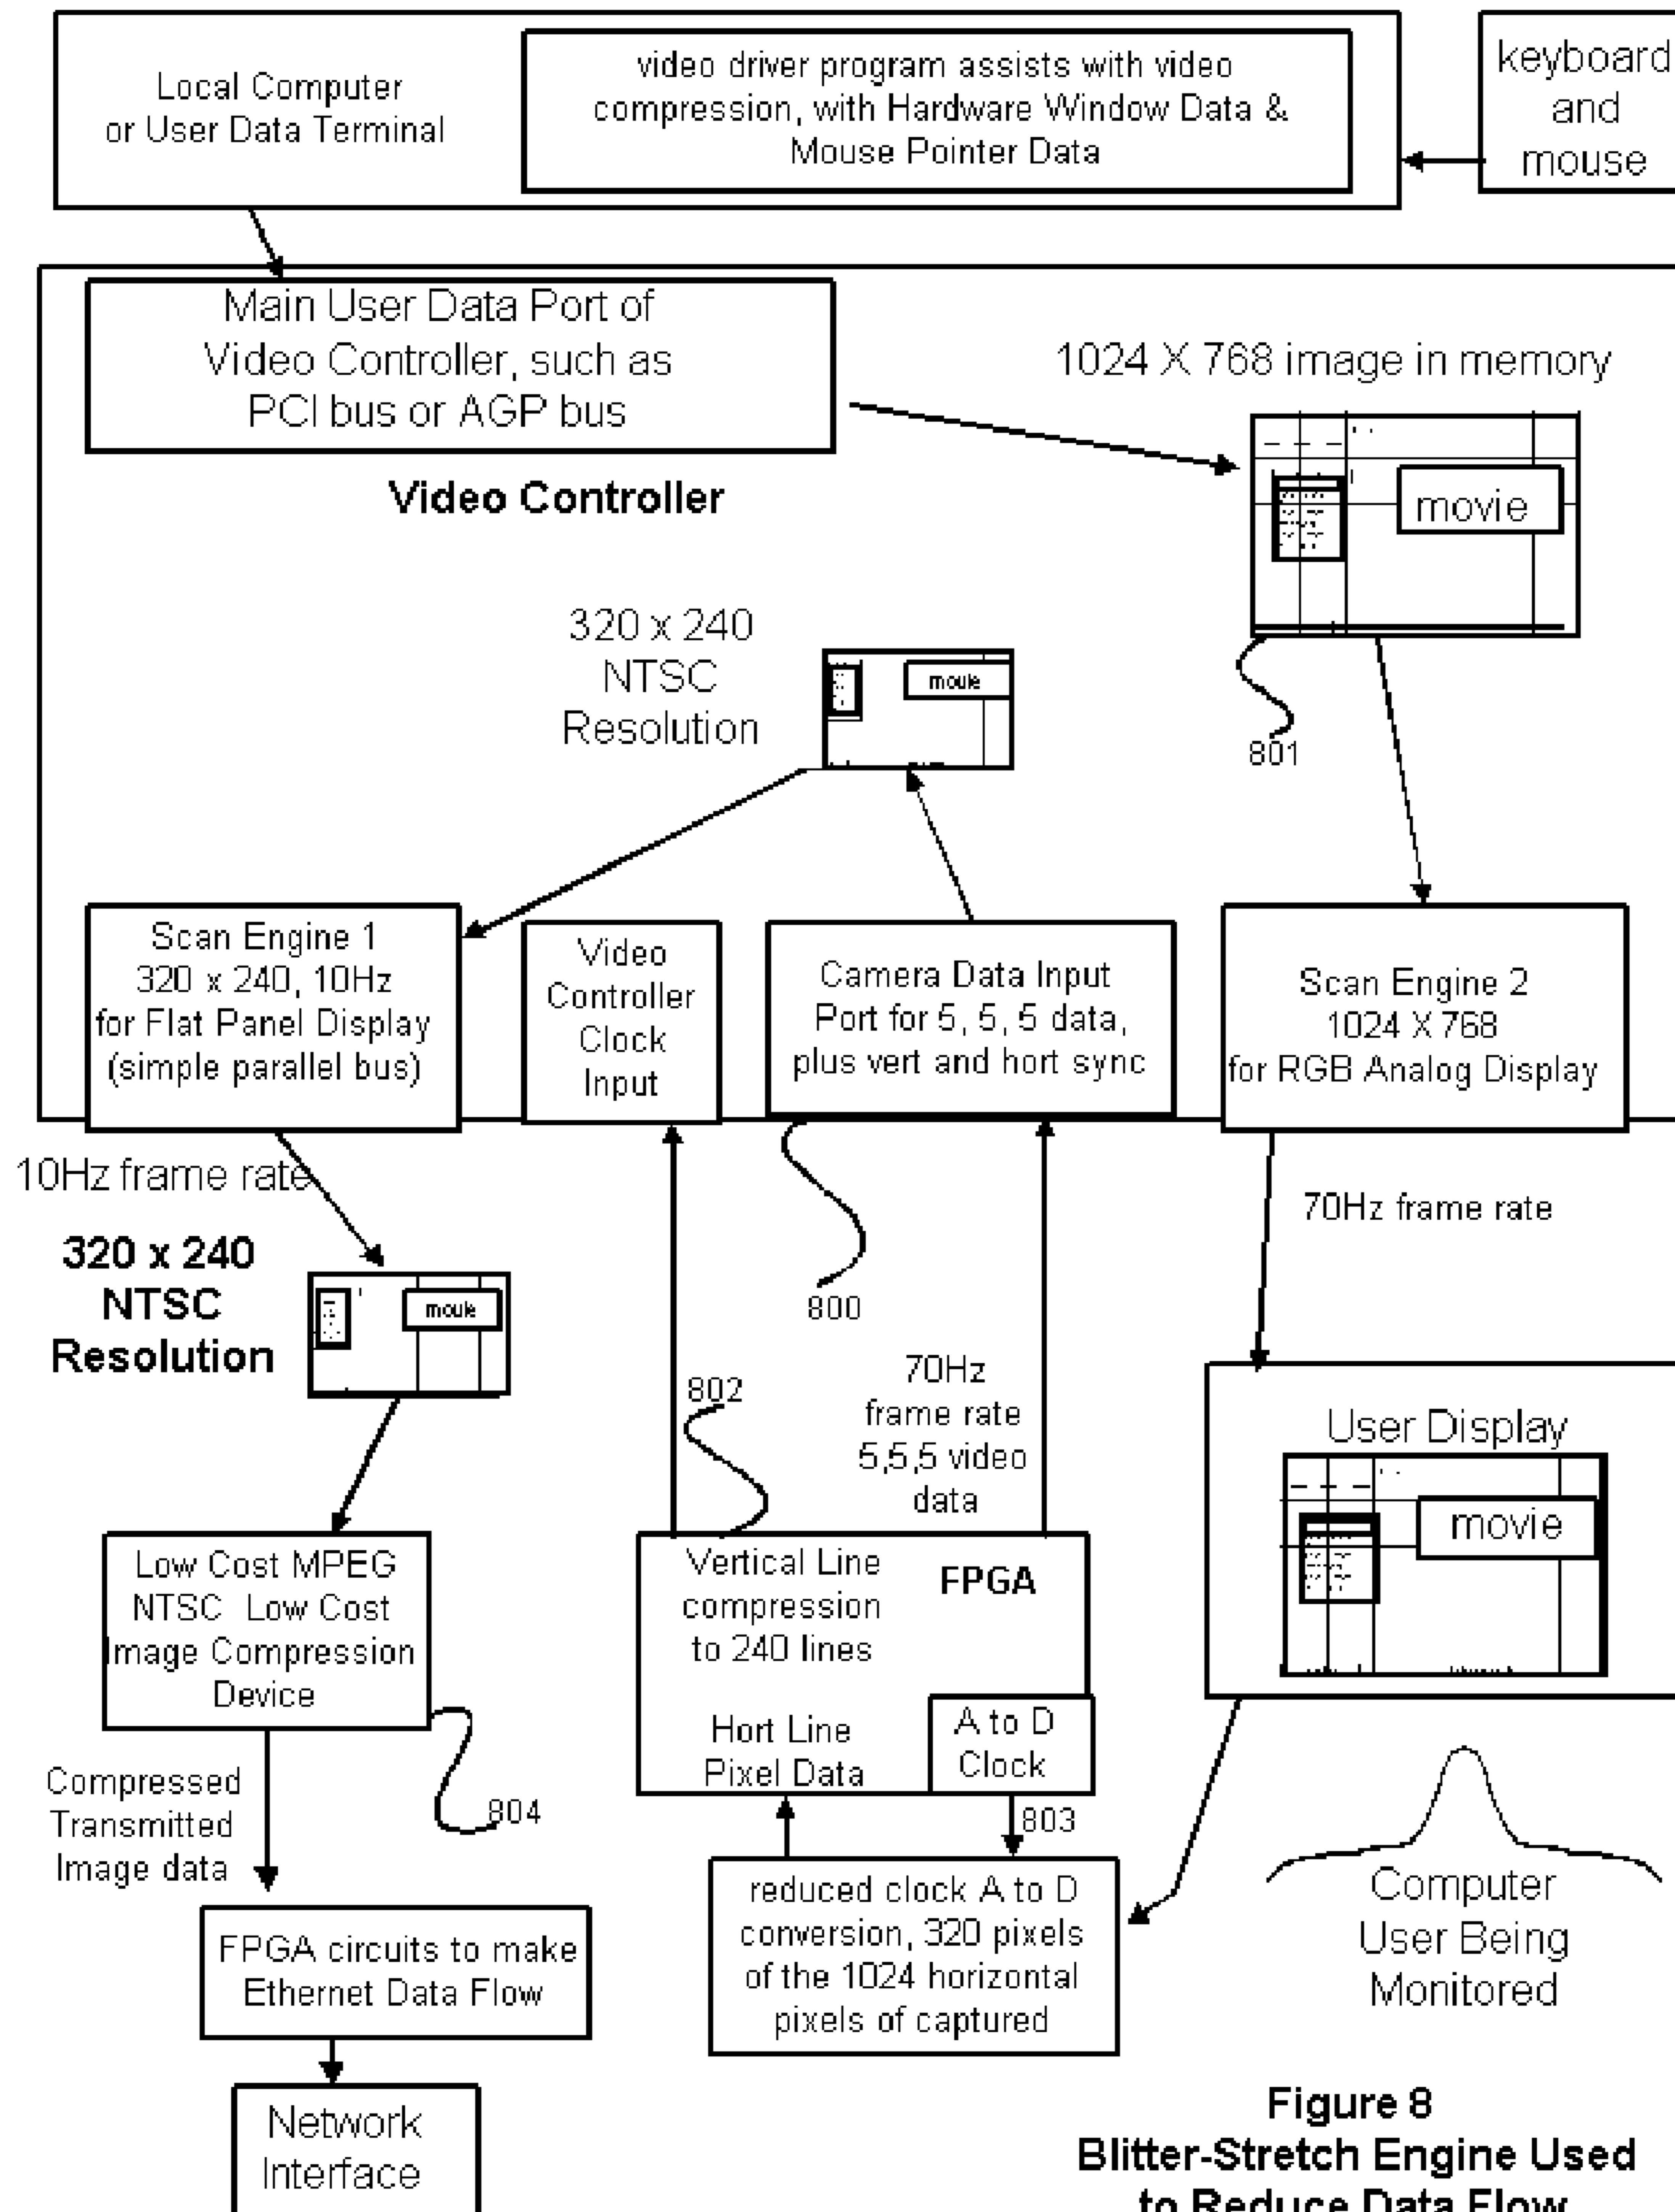 Local Computer
or User Data Terminal
video driver program assists with video
compression, with Hardware Window Data &
Mouse Pointer Data
keyboard
and
mouse
Main User Data Port of
Video Controller, such as
PCI bus or AGP bus
Video Controller
1024 X 768 image in memory
movie
801
320 x 240
NTSC
Resolution
movie
Scan Engine 1
320 x 240, 10Hz
for Flat Panel Display
(simple parallel bus)
Video
Controller
Clock
Input
Camera Data Input
Port for 5, 5, 5 data,
plus vert and hort sync
Scan Engine 2
1024 X 768
for RGB Analog Display
10Hz frame rate
320 x 240
NTSC
Resolution
movie
800
802
70Hz
frame rate
5,5,5 video
data
70Hz frame rate
User Display
movie
Low Cost MPEG
NTSC Low Cost
Image Compression
Device
804
Vertical Line
compression
to 240 lines
FPGA
Hort Line
Pixel Data
A to D
Clock
803
Compressed
Transmitted
Image data
reduced clock A to D
conversion, 320 pixels
of the 1024 horizontal
pixels of captured
Computer
User Being
Monitored
FPGA circuits to make
Ethernet Data Flow
Network
Interface
Figure 8
Blitter-Stretch Engine Used
to Reduce Data Flow